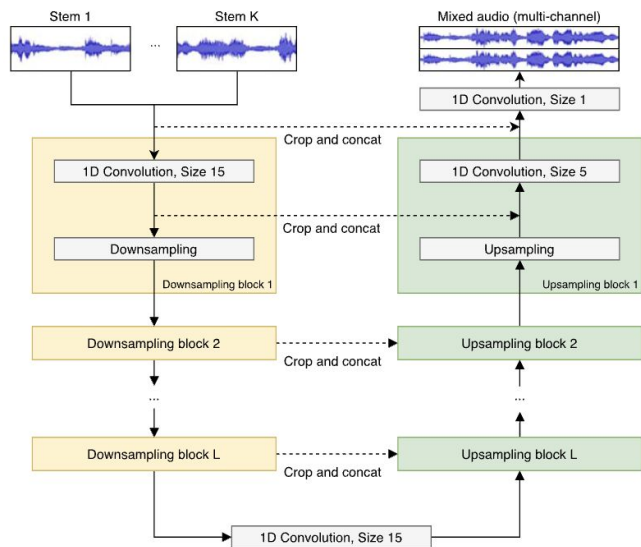 Stem 1
...
Stem K
Mixed audio (multi-channel)
1D Convolution, Size 1
Crop and concat
1D Convolution, Size 15
1D Convolution, Size 5
Crop and concat
Downsampling
Upsampling
Downsampling block 1
Upsampling block 1
Downsampling block 2
Upsampling block 2
Crop and concat
...
...
Downsampling block L
Upsampling block L
Crop and concat
1D Convolution, Size 15